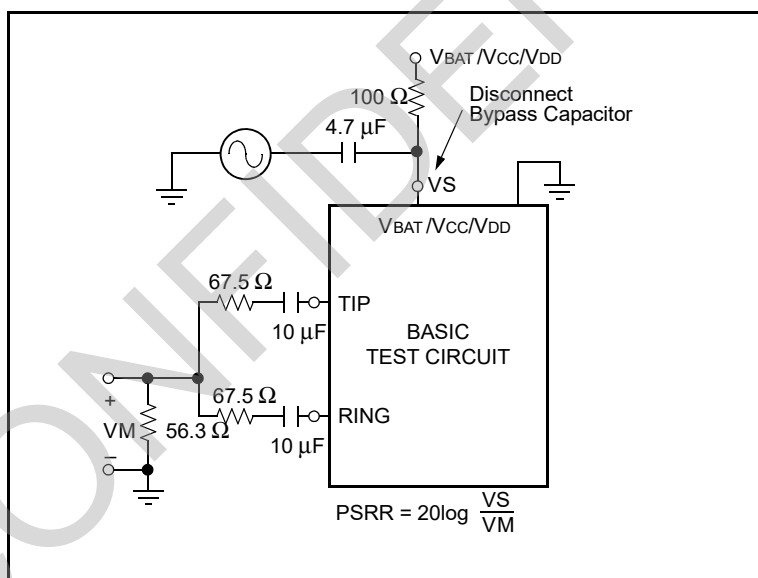 VBAT/VCC/VDD
100 Ω
Disconnect
Bypass Capacitor
4.7 μF
VS
VBAT/VCC/VDD
67.5 Ω
TIP
10 μF
BASIC
TEST CIRCUIT
67.5 Ω
+
VM
56.3 Ω
RING
–
10 μF
PSRR = 20log VS
VM